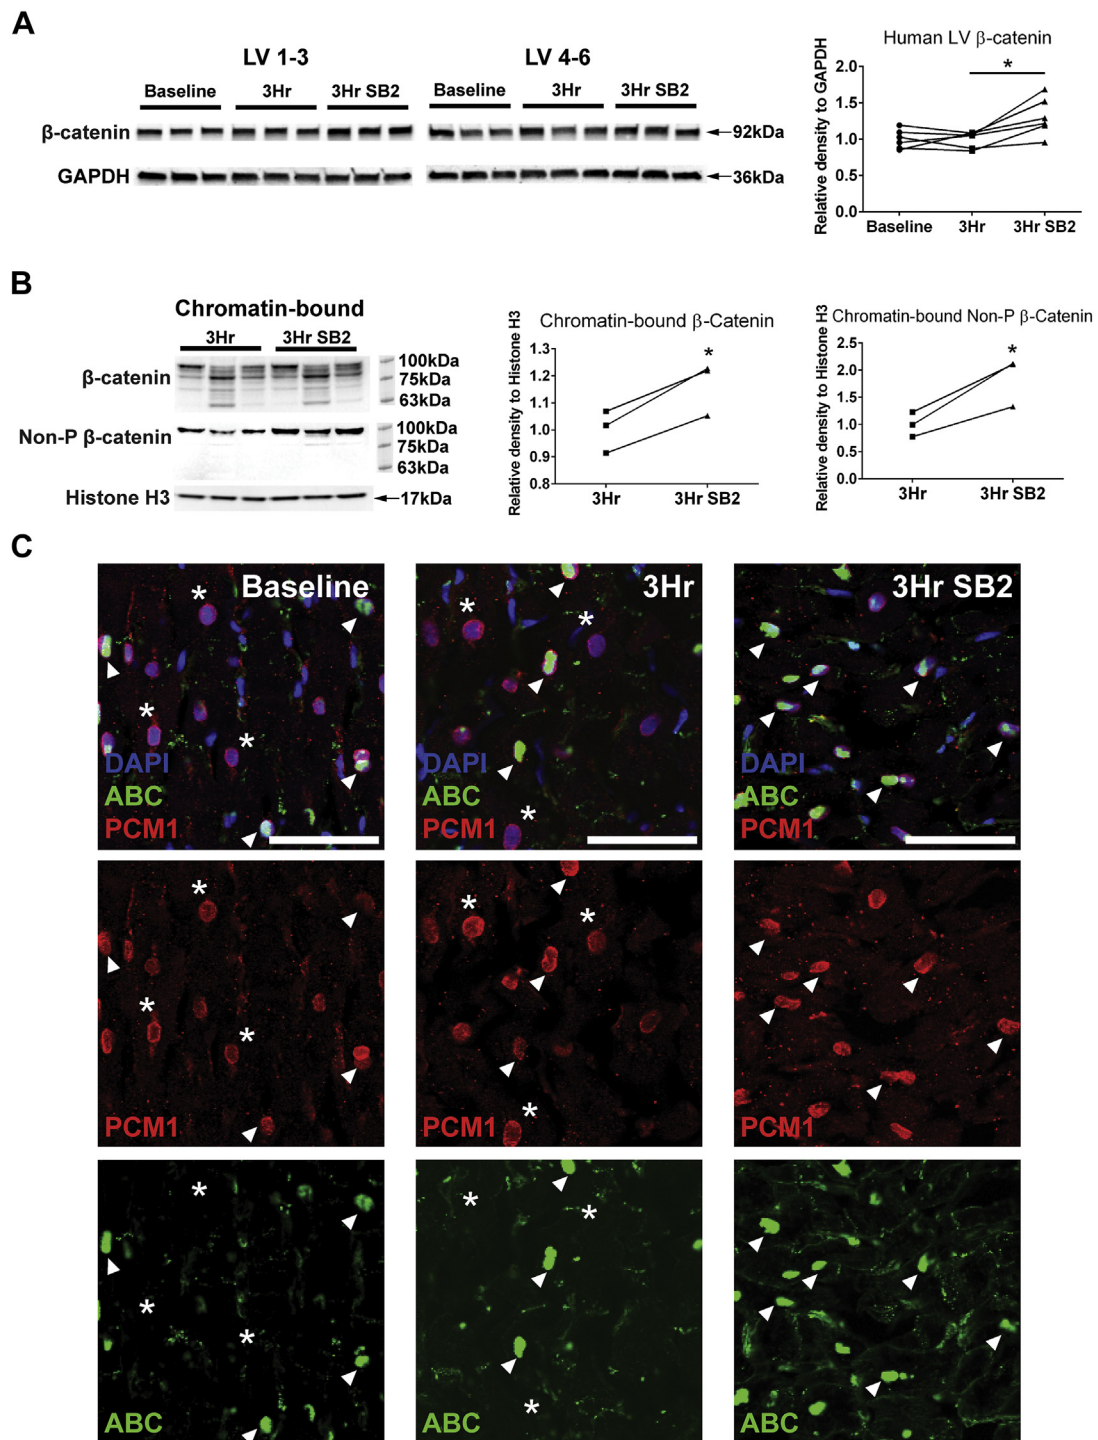 A
LV 1-3
LV 4-6
Baseline 3Hr 3Hr SB2 Baseline 3Hr 3Hr SB2
β-catenin
92kDa
GAPDH
36kDa
Human LV β-catenin
Relative density to GAPDH
2.0
1.5
1.0
0.5
0.0
*
Baseline 3Hr 3Hr SB2
B
Chromatin-bound
3Hr 3Hr SB2
β-catenin
100kDa
75kDa
63kDa
Non-P β-catenin
100kDa
75kDa
63kDa
Histone H3
17kDa
Chromatin-bound β-Catenin
Relative density to Histone H3
1.3
1.2
1.1
1.0
0.9
0.8
*
3Hr 3Hr SB2
Chromatin-bound Non-P β-Catenin
Relative density to Histone H3
2.5
2.0
1.5
1.0
0.5
0.0
*
3Hr 3Hr SB2
C
Baseline
* * *
DAPI
ABC
PCM1
3Hr
* * *
DAPI
ABC
PCM1
3Hr SB2
DAPI
ABC
PCM1
* * *
PCM1
* * *
PCM1
PCM1
* * *
ABC
* * *
ABC
ABC